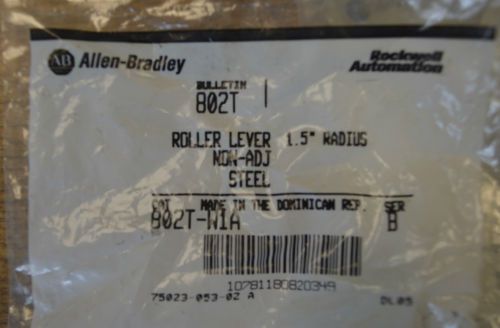 AB Allen-Bradley
Rockwell Automation
BULLETIN
802T
ROLLER LEVER 1.5" RADIUS
NON-ADJ
STEEL
CAT MADE IN THE DOMINICAN REP. SER
802T-W1A B
10781180820349
75023-053-02 A DL05